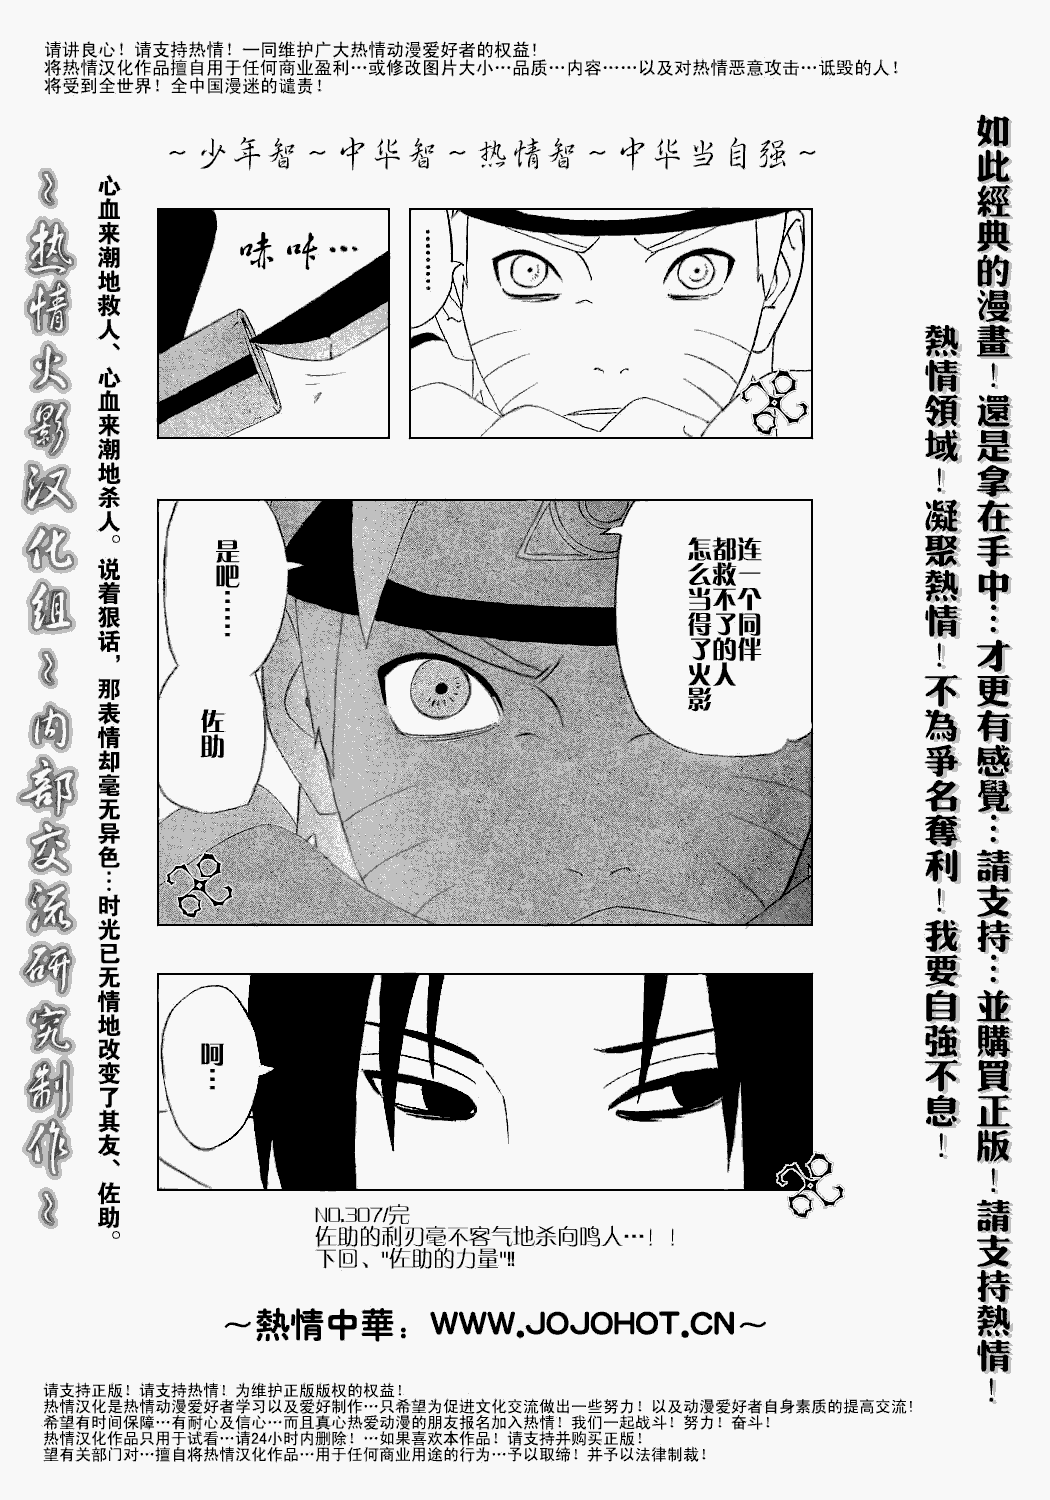 请讲良心！请支持热情！一同维护广大热情动漫爱好者的权益！
将热情汉化作品擅自用于任何商业盈利…或修改图片大小…品质…内容……以及对热情恶意攻击…诋毁的人！
将受到全世界！全中国漫迷的谴责！
～少年智～中华智～热情智～中华当自强～
如此經典的漫畫！還是拿在手中…才更有感覺…請支持…並購買正版！請支持熱情！
熱情領域！凝聚熱情！不為爭名奪利！我要自強不息！
………
咔咔…
连一个同伴
都救不了的人
怎么当得了火影
是吧……
佐助
呵…
心血来潮地救人、心血来潮地杀人。说着狠话，那表情却毫无异色…时光已无情地改变了其友、佐助。
～热情火影汉化组～内部交流研究制作～
NO.307/完
佐助的利刃毫不客气地杀向鸣人…！！
下回、"佐助的力量"!!
～熱情中華：WWW.JOJOHOT.CN～
请支持正版！请支持热情！为维护正版版权的权益！
热情汉化是热情动漫爱好者学习以及爱好制作…只希望为促进文化交流做出一些努力！以及动漫爱好者自身素质的提高交流！
希望有时间保障…有耐心及信心…而且真心热爱动漫的朋友报名加入热情！我们一起战斗！努力！奋斗！
热情汉化作品只用于试看…请24小时内删除！…如果喜欢本作品！请支持并购买正版！
望有关部门对…擅自将热情汉化作品…用于任何商业用途的行为…予以取缔！并予以法律制裁！